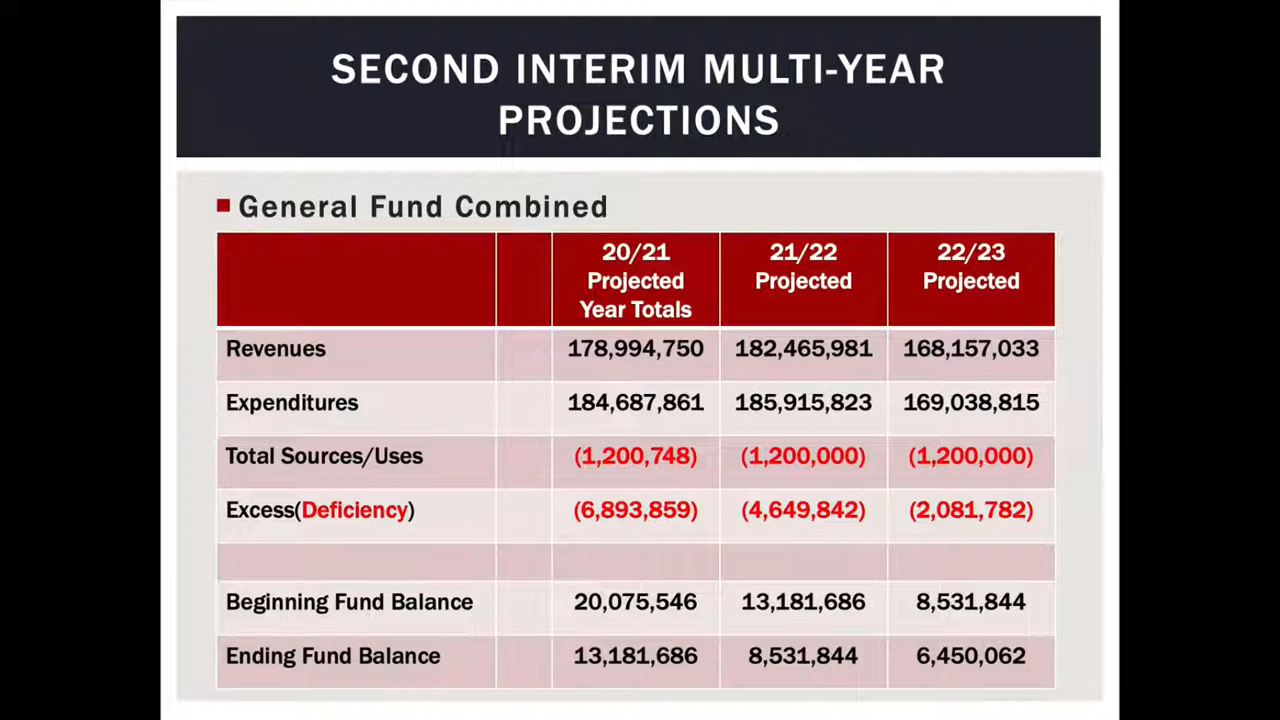 SECOND INTERIM MULTI-YEAR
PROJECTIONS
General Fund Combined
20/21 Projected Year Totals 21/22 Projected 22/23 Projected
Revenues 178,994,750 182,465,981 168,157,033
Expenditures 184,687,861 185,915,823 169,038,815
Total Sources/Uses (1,200,748) (1,200,000) (1,200,000)
Excess(Deficiency) (6,893,859) (4,649,842) (2,081,782)
Beginning Fund Balance 20,075,546 13,181,686 8,531,844
Ending Fund Balance 13,181,686 8,531,844 6,450,062